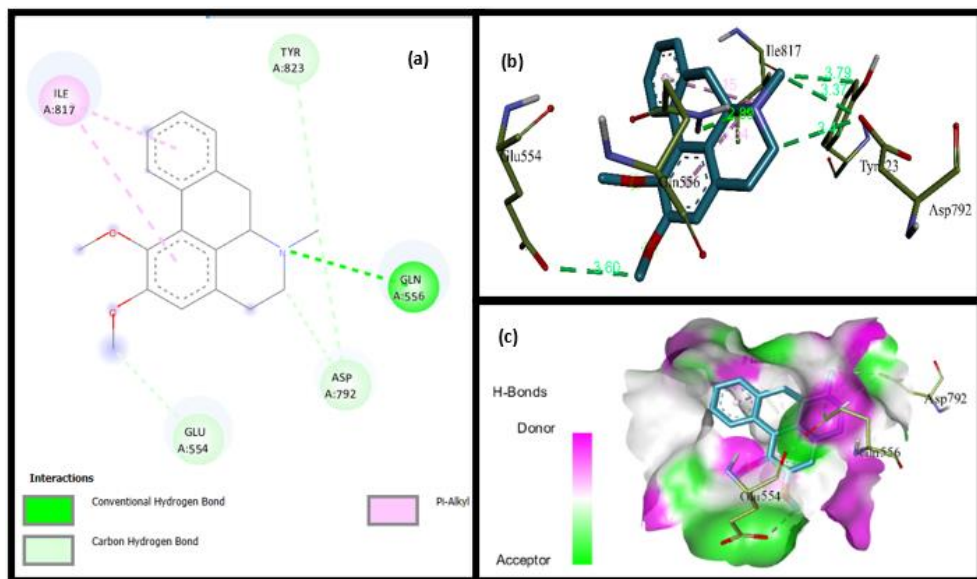 (a)
TYR
A:823
ILE
A:817
O
O
N
GLN
A:556
ASP
A:792
GLU
A:554
Interactions
Conventional Hydrogen Bond
Carbon Hydrogen Bond
Pi-Alkyl
(b)
Ile817
3.79
3.37
Glu554
Asp792
3.60
(c)
H-Bonds
Donor
Acceptor
Asp792
Glu554